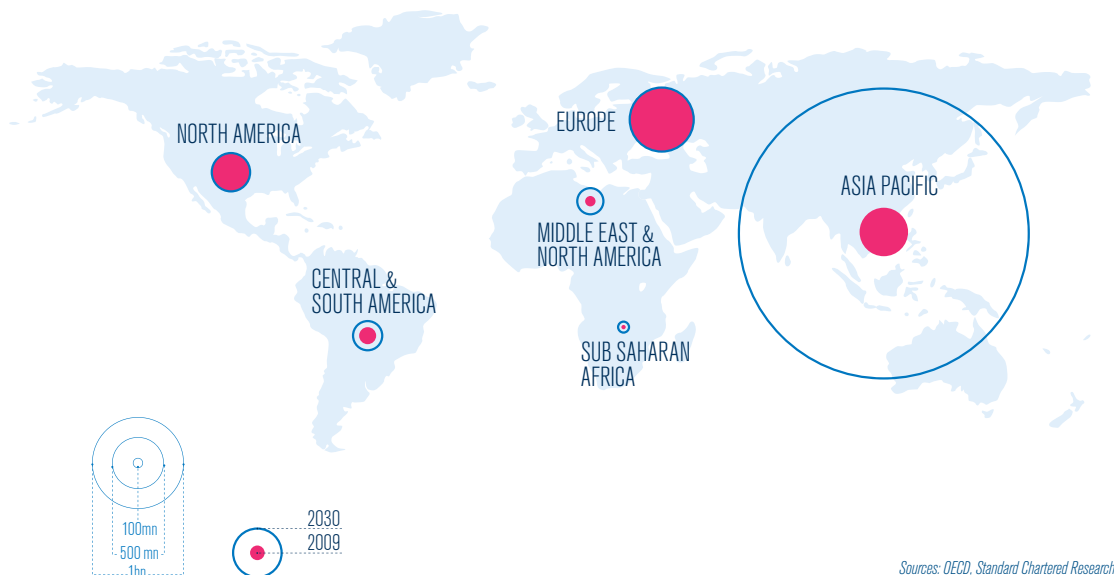 NORTH AMERICA
EUROPE
ASIA PACIFIC
MIDDLE EAST &
NORTH AMERICA
CENTRAL &
SOUTH AMERICA
SUB SAHARAN
AFRICA
100mn
500 mn
1bn
2030
2009
Sources: OECD, Standard Chartered Research